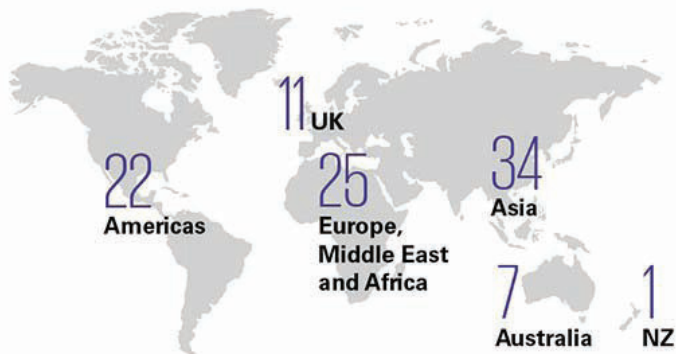 11 UK
22
Americas
25
Europe,
Middle East
and Africa
34
Asia
7
Australia
1
NZ